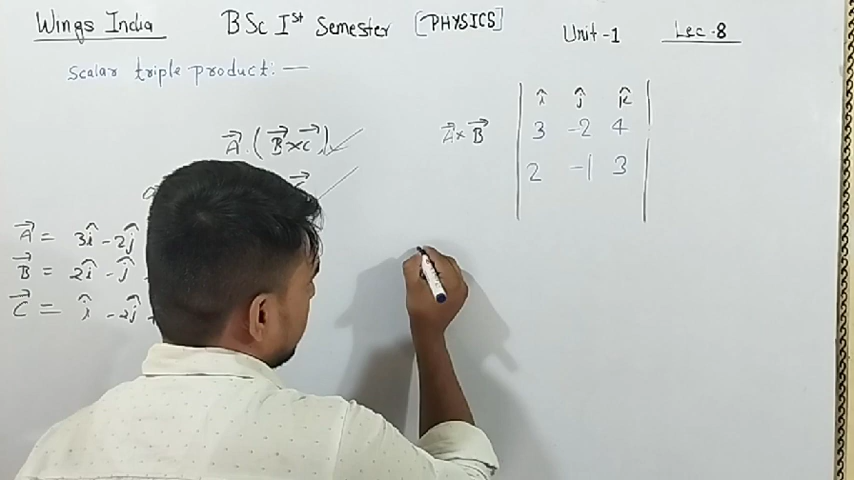 Wings India BSc Ist Semester [PHYSICS] Unit-1 Lec-8
Scalar triple product:—
A⃗.(B⃗×C⃗)
C⃗
A⃗ = 3î -2ĵ
B⃗ = 2î -ĵ
C⃗ = î -2ĵ
A⃗×B⃗
î ĵ k̂
3 -2 4
2 -1 3